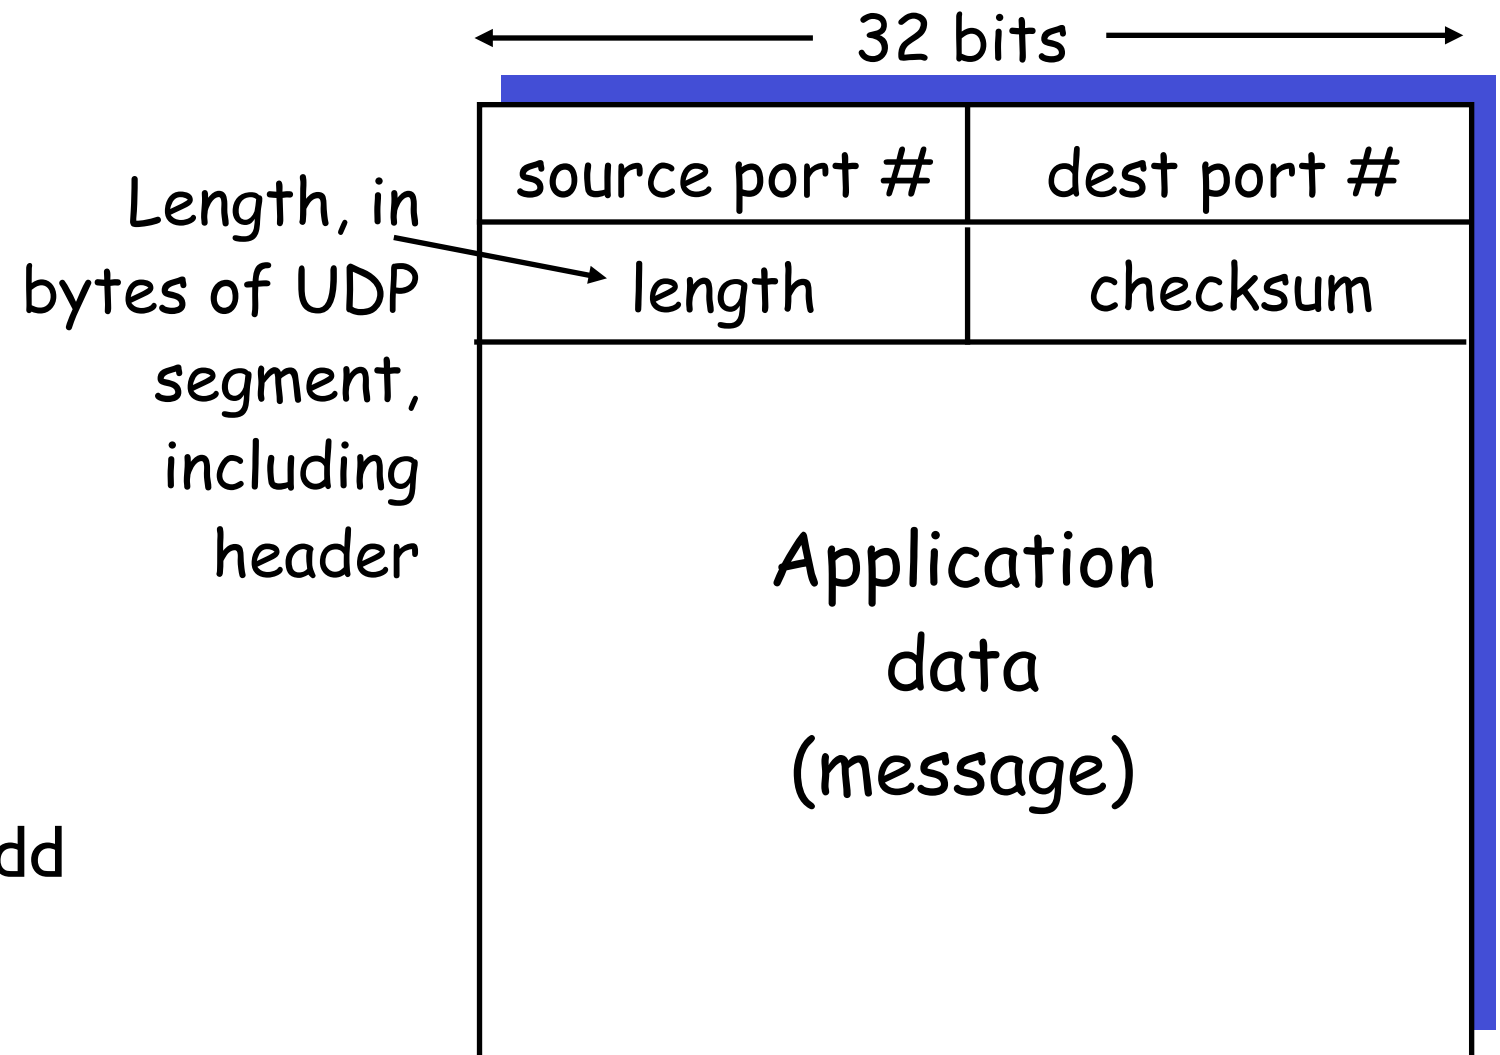 32 bits
source port #
dest port #
Length, in
bytes of UDP
segment,
including
header
length
checksum
Application
data
(message)
dd